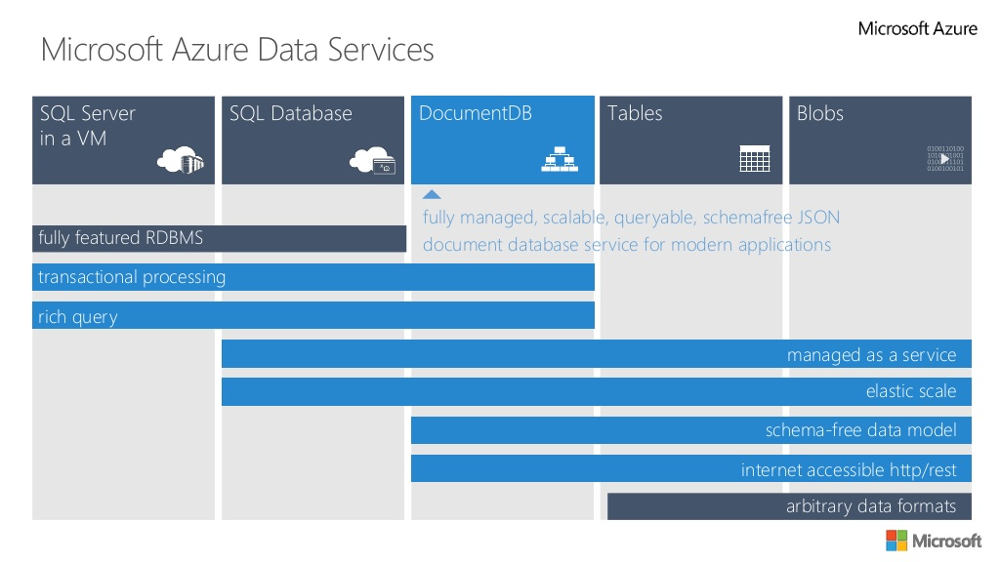 Microsoft Azure
Microsoft Azure Data Services
SQL Server
in a VM
SQL Database
DocumentDB
Tables
Blobs
0100110100
fully managed, scalable, queryable, schemafree JSON
document database service for modern applications
fully featured RDBMS
transactional processing
rich query
managed as a service
elastic scale
schema-free data model
internet accessible http/rest
arbitrary data formats
Microsoft